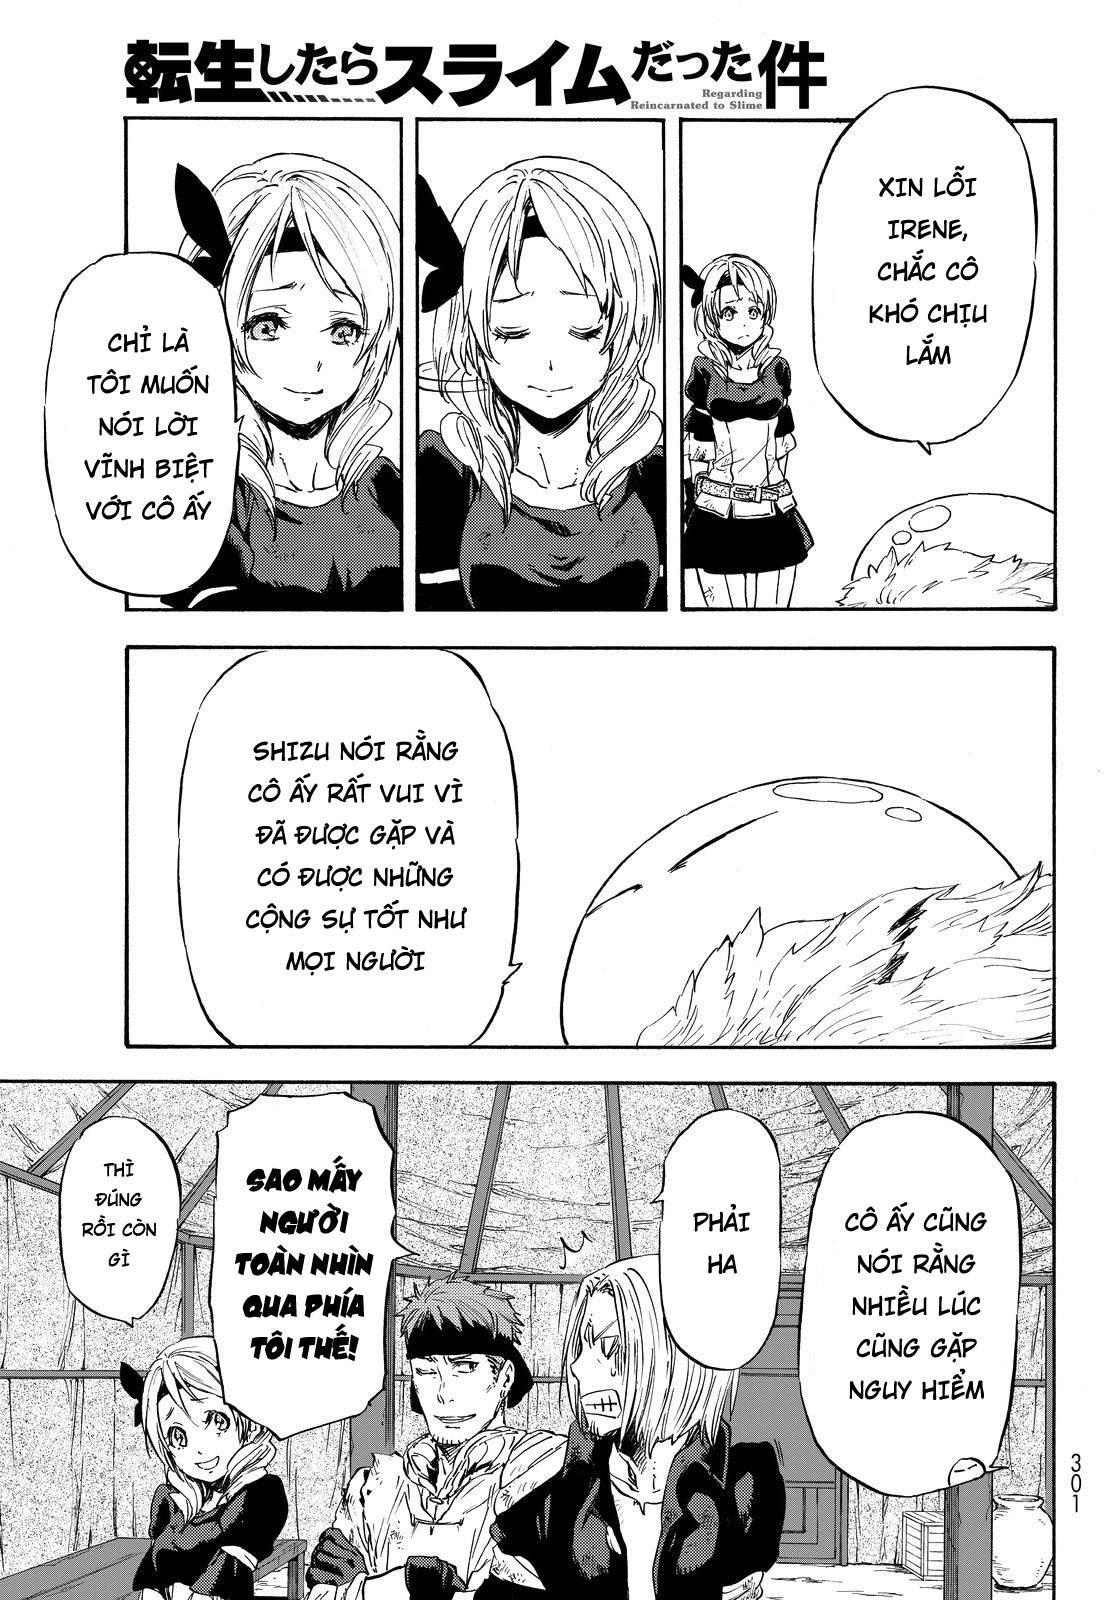 転生したらスライムだった件
Regarding
Reincarnated to Slime
XIN LỖI
IRENE,
CHẮC CÔ
KHÓ CHỊU
LẮM
CHỈ LÀ
TÔI MUỐN
NÓI LỜI
VĨNH BIỆT
VỚI CÔ ẤY
SHIZU NÓI RẰNG
CÔ ẤY RẤT VUI VÌ
ĐÃ ĐƯỢC GẶP VÀ
CÓ ĐƯỢC NHỮNG
CỘNG SỰ TỐT NHƯ
MỌI NGƯỜI
CÔ ẤY CŨNG
NÓI RẰNG
NHIỀU LÚC
CŨNG GẶP
NGUY HIỂM
PHẢI
HA
SAO MẤY
NGƯỜI
TOÀN NHÌN
QUA PHÍA
TÔI THẾ!
THÌ
ĐÚNG
RỒI CÒN
GÌ
301